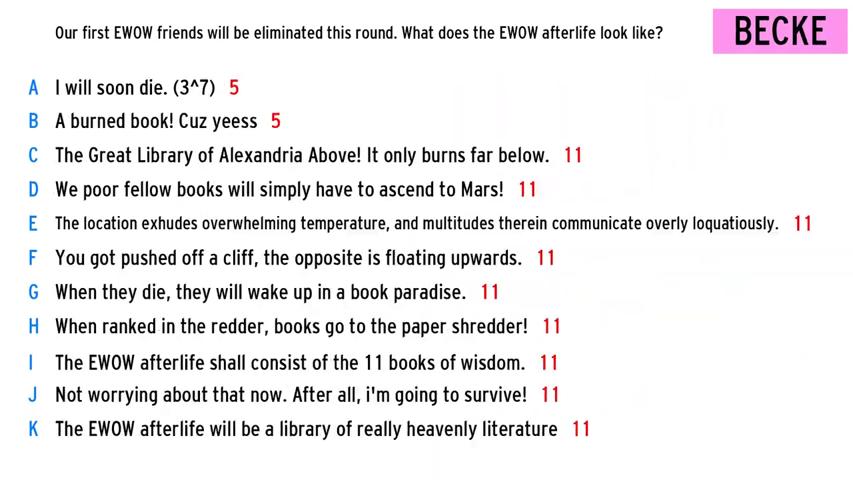 Our first EWOW friends will be eliminated this round. What does the EWOW afterlife look like?
BECKE
A I will soon die. (3^7) 5
B A burned book! Cuz yeess 5
C The Great Library of Alexandria Above! It only burns far below. 11
D We poor fellow books will simply have to ascend to Mars! 11
E The location exhudes overwhelming temperature, and multitudes therein communicate overly loquatiously. 11
F You got pushed off a cliff, the opposite is floating upwards. 11
G When they die, they will wake up in a book paradise. 11
H When ranked in the redder, books go to the paper shredder! 11
I The EWOW afterlife shall consist of the 11 books of wisdom. 11
J Not worrying about that now. After all, i'm going to survive! 11
K The EWOW afterlife will be a library of really heavenly literature 11